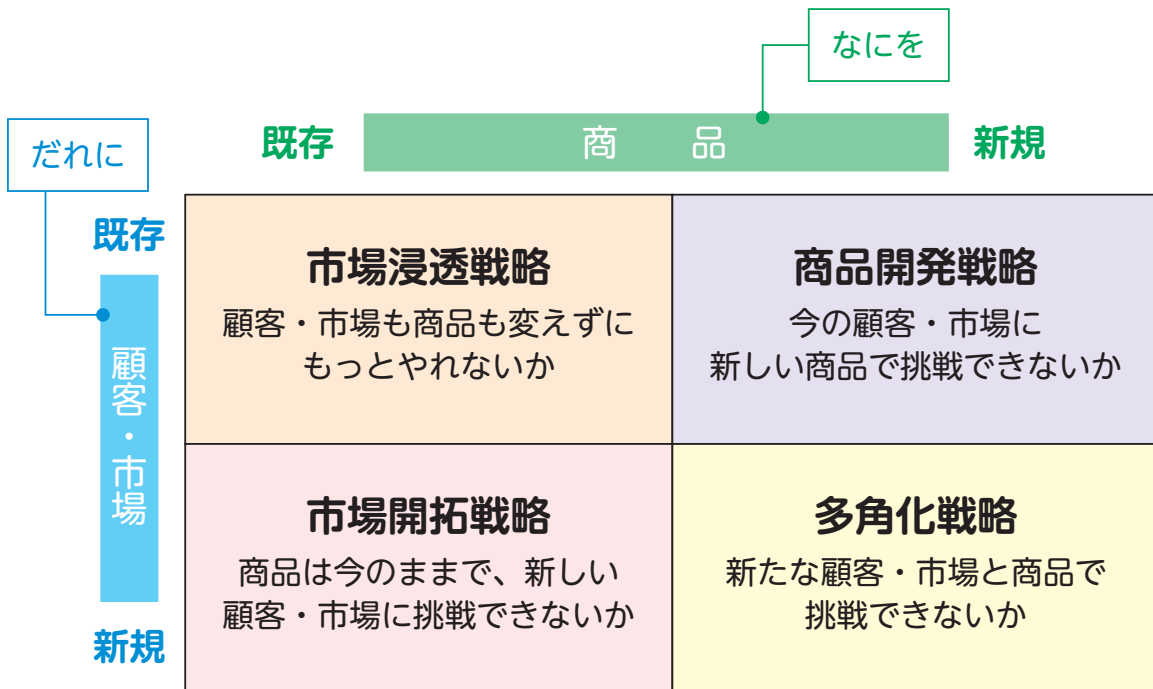 なにを
だれに
既存
商品
新規
既存
顧客・市場
新規
市場浸透戦略
顧客・市場も商品も変えずに
もっとやれないか
商品開発戦略
今の顧客・市場に
新しい商品で挑戦できないか
市場開拓戦略
商品は今のままで、新しい
顧客・市場に挑戦できないか
多角化戦略
新たな顧客・市場と商品で
挑戦できないか